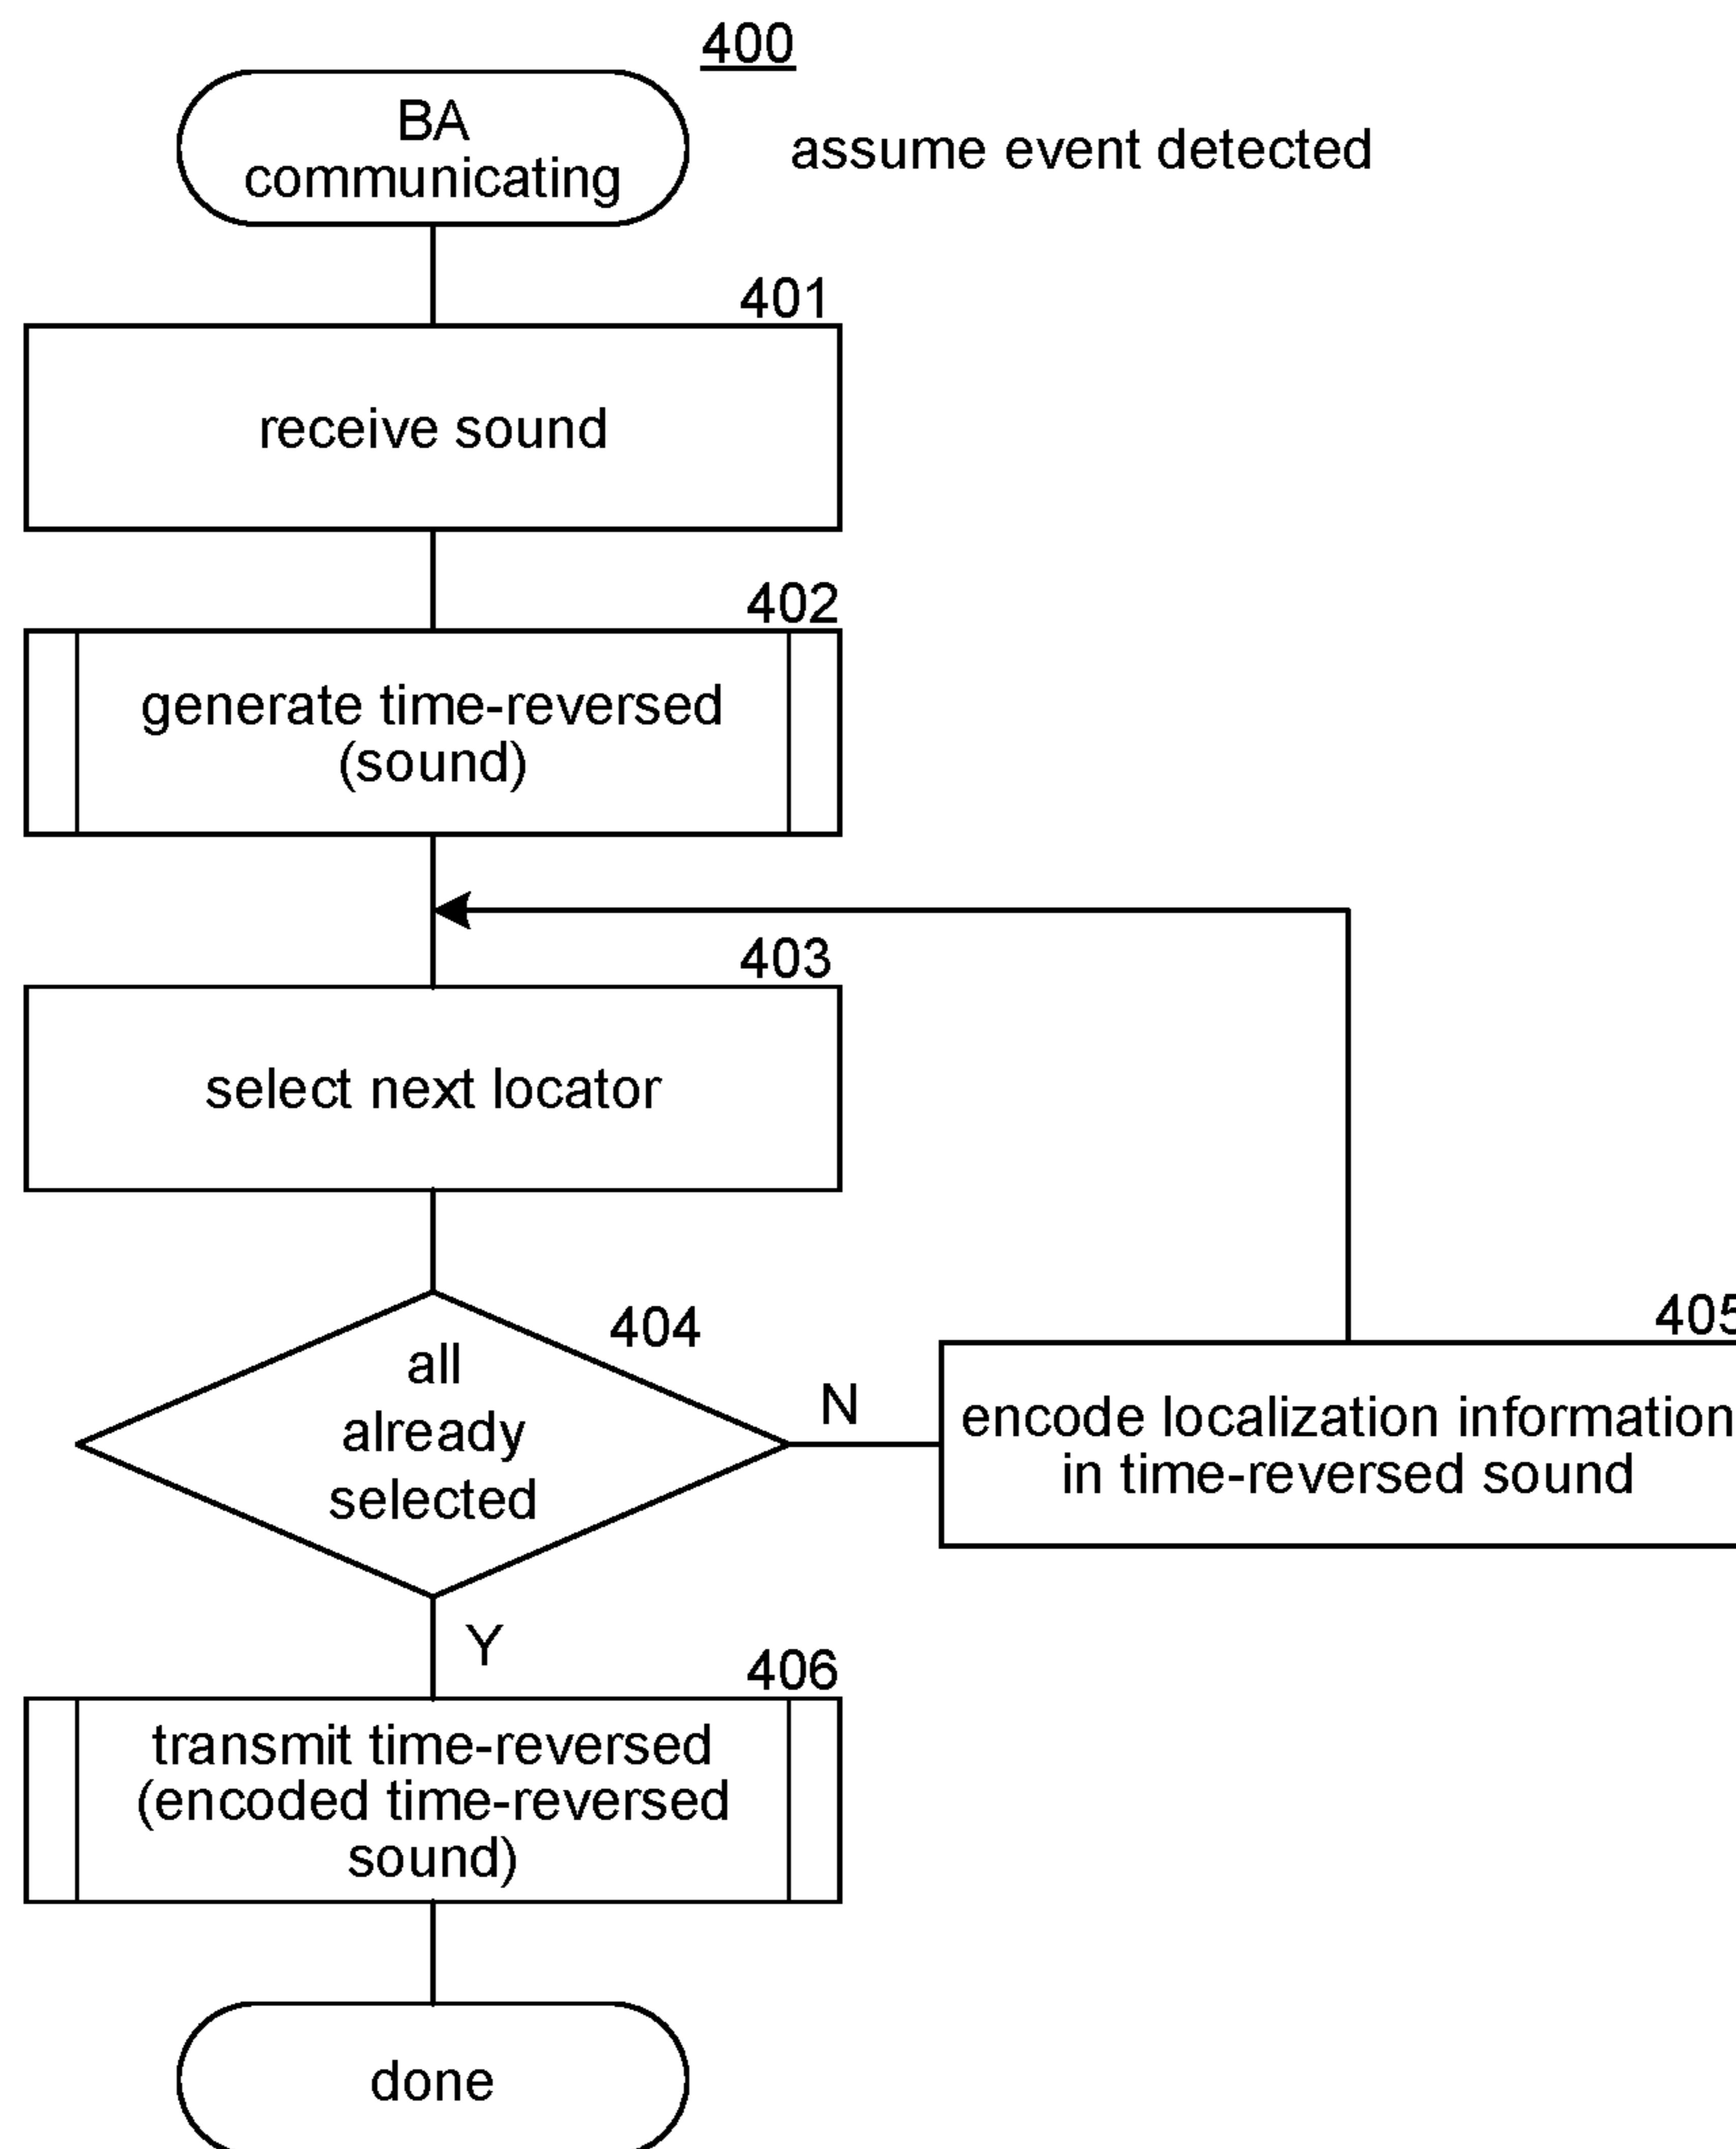 400
BA
communicating
assume event detected
401
receive sound
402
generate time-reversed
(sound)
403
select next locator
404
all
already
selected
N
405
encode localization information
in time-reversed sound
Y
406
transmit time-reversed
(encoded time-reversed
sound)
done